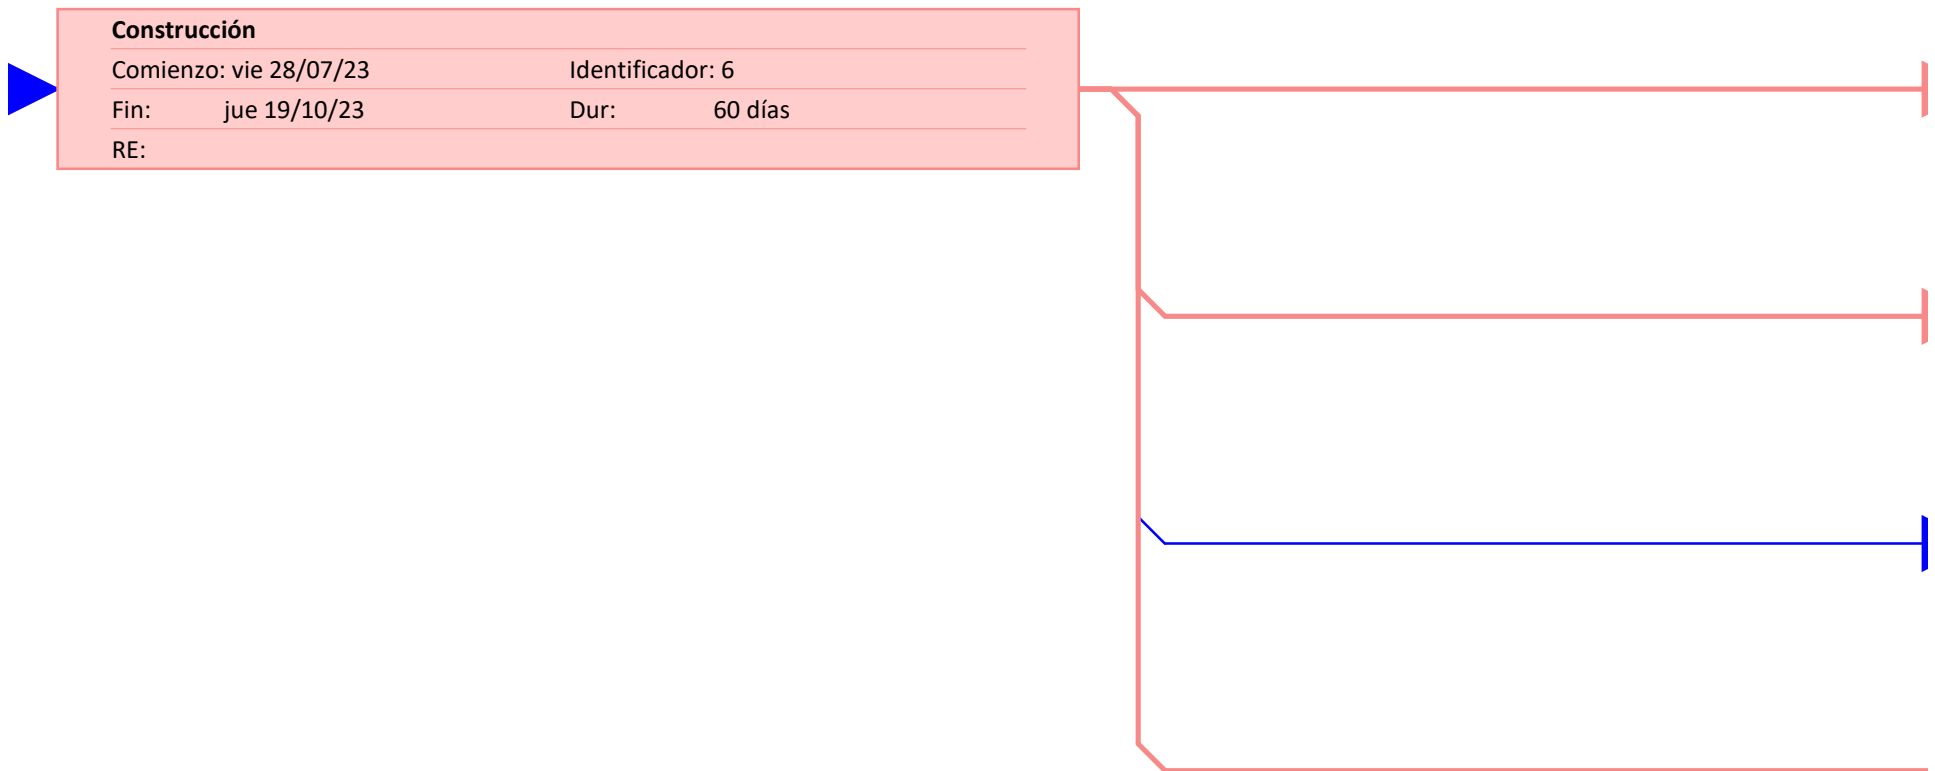 Construcción
Comienzo: vie 28/07/23 Identificador: 6
Fin: jue 19/10/23 Dur: 60 días
RE: